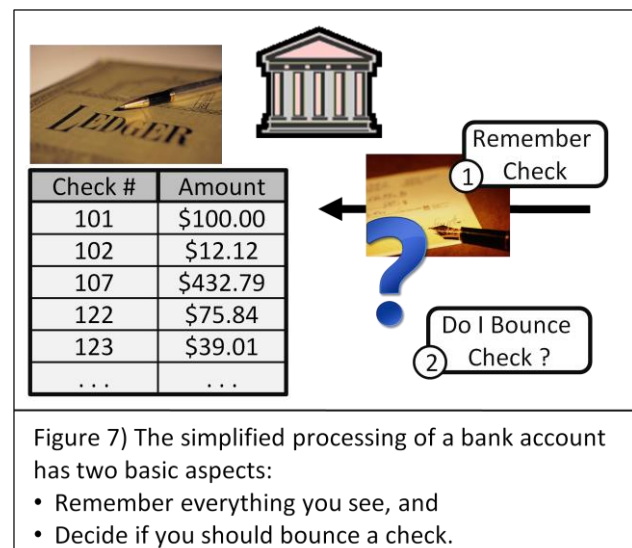 LEDGER
Remember
Check
1
Check # Amount
101 $100.00
102 $12.12
107 $432.79
122 $75.84
123 $39.01
. . . . . .
Do I Bounce
Check ?
2
Figure 7) The simplified processing of a bank account
has two basic aspects:
• Remember everything you see, and
• Decide if you should bounce a check.